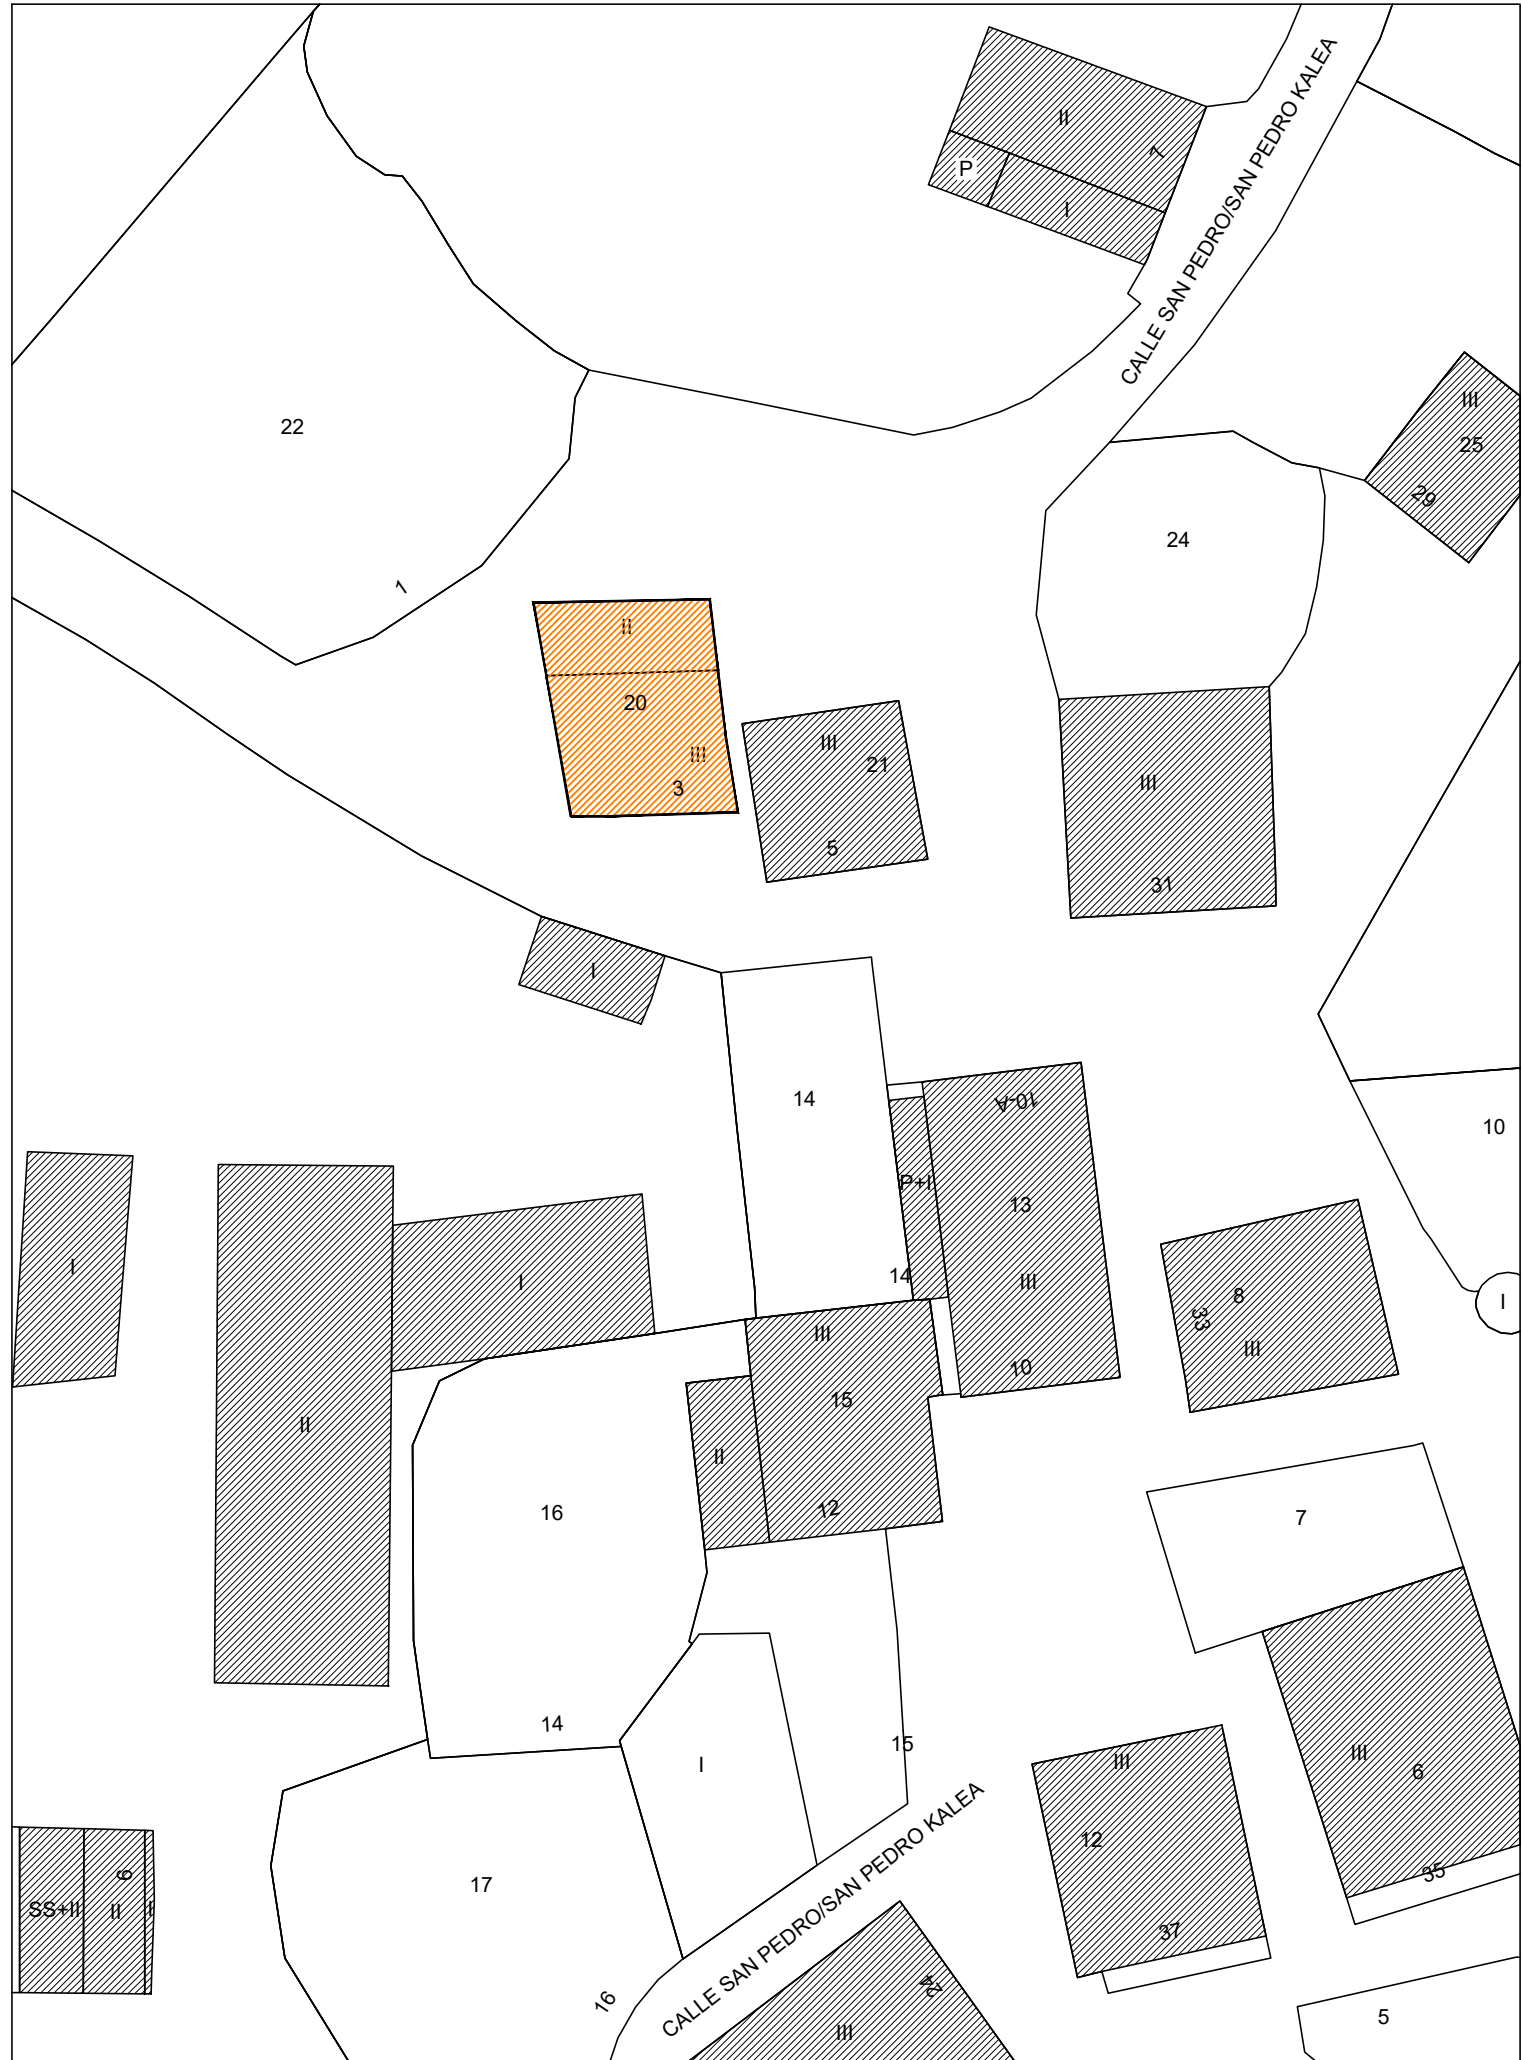 II
7
P
I
CALLE SAN PEDRO/SAN PEDRO KALEA
III
25
29
22
24
1
II
20
III
3
III
21
5
III
31
I
14
10-A
10
P+I
13
I
I
14
III
8
33
III
I
III
10
15
II
II
12
16
7
14
15
I
III
III
6
12
17
35
6
SS+II
II
I
37
CALLE SAN PEDRO/SAN PEDRO KALEA
24
16
III
5